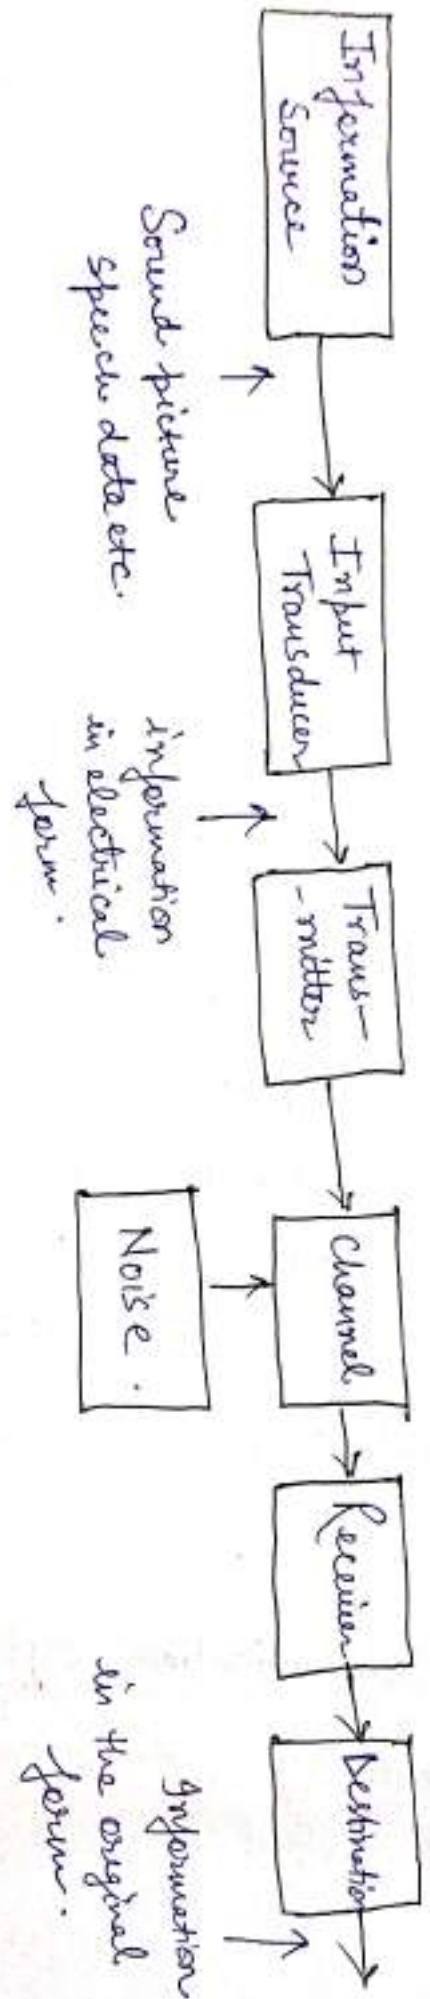 Information
Source
Input
Transducer
Trans-
-mitter
Channel
Receiver
Destination
Sound picture
speech data etc.
information
in electrical
form.
Noise.
Information
in the original
form.